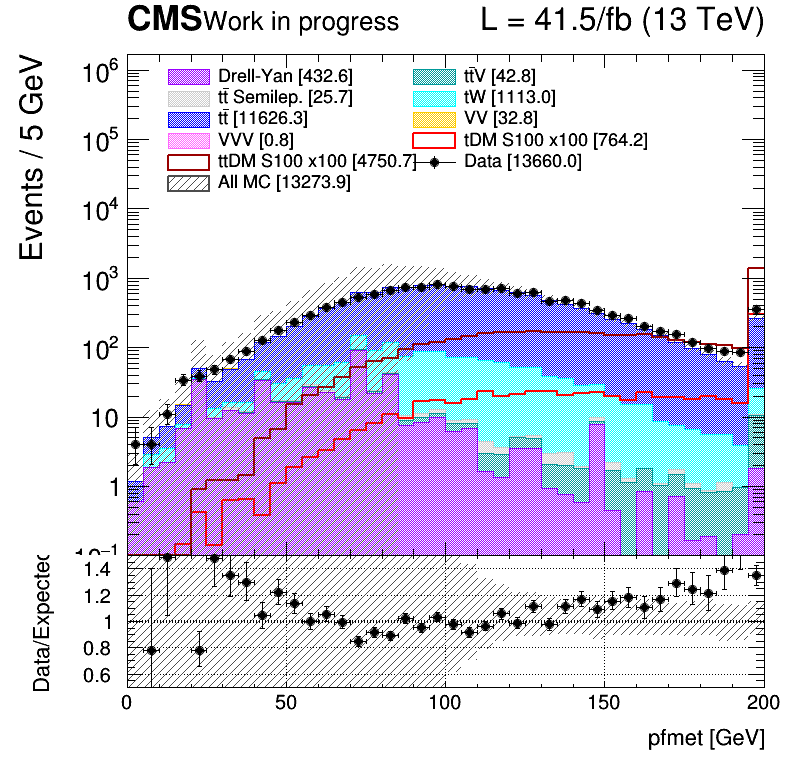 CMS Work in progress L = 41.5/fb (13 TeV)
Events / 5 GeV
10⁶
10⁵
10⁴
10³
10²
10
1
10⁻¹
Drell-Yan [432.6] tt̄V [42.8]
tt̄ Semilep. [25.7] tW [1113.0]
tt̄ [11626.3] VV [32.8]
VVV [0.8] tDM S100 x100 [764.2]
ttDM S100 x100 [4750.7] Data [13660.0]
All MC [13273.9]
Data/Expected
1.4
1.2
1
0.8
0.6
0 50 100 150 200
pfmet [GeV]